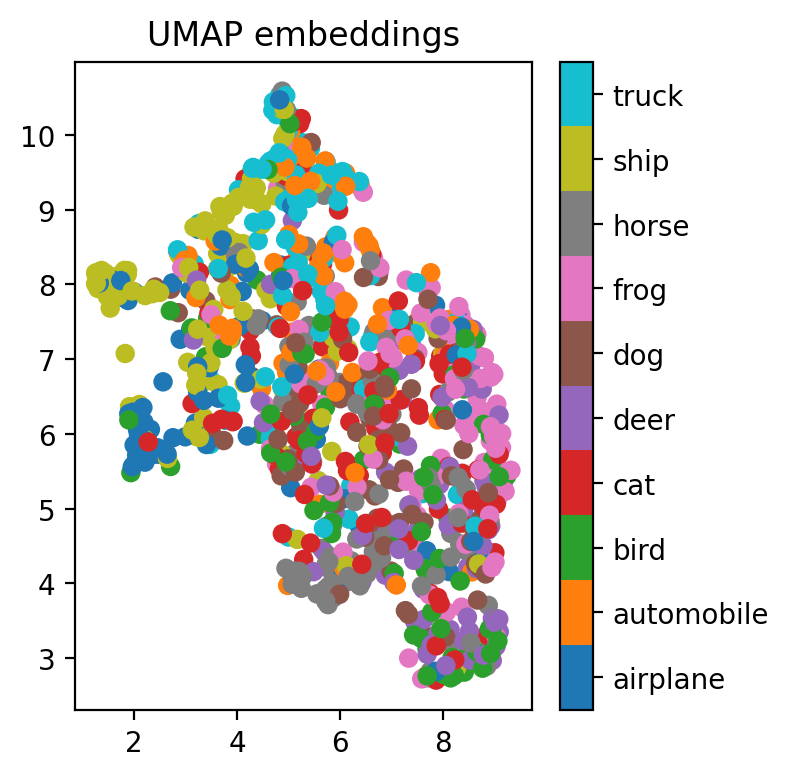 UMAP embeddings
10
9
8
7
6
5
4
3
2
4
6
8
truck
ship
horse
frog
dog
deer
cat
bird
automobile
airplane